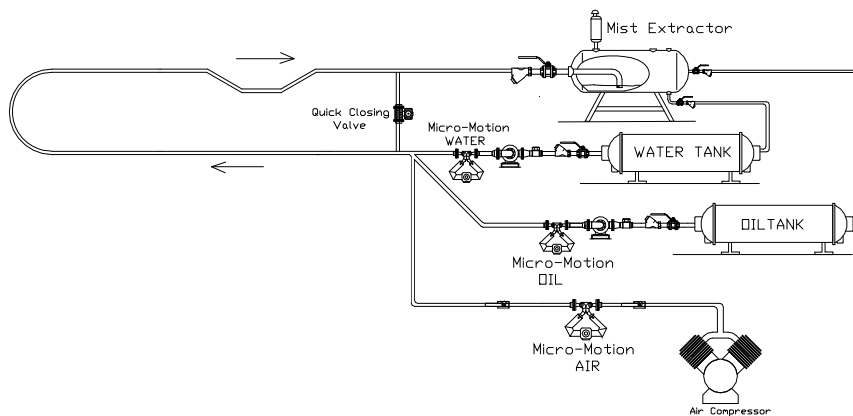 Mist Extractor
Quick Closing
Valve
Micro-Motion
WATER
WATER TANK
OILTANK
Micro-Motion
OIL
Micro-Motion
AIR
Air Compressor